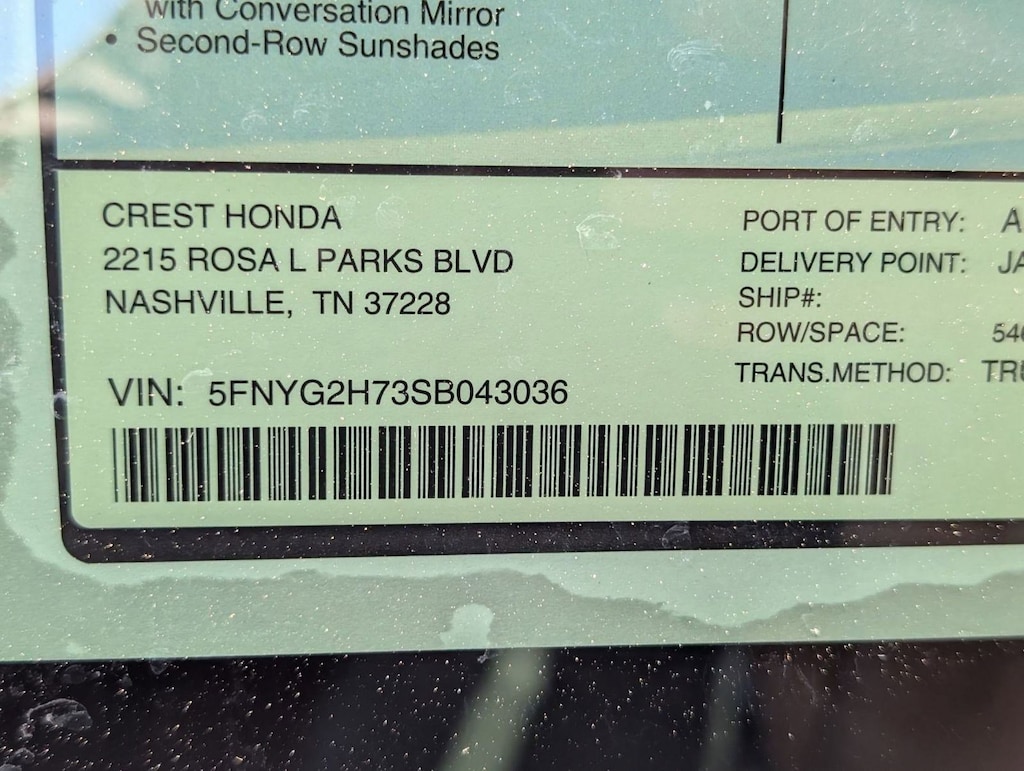 with Conversation Mirror
• Second-Row Sunshades
CREST HONDA
2215 ROSA L PARKS BLVD
NASHVILLE, TN 37228
VIN: 5FNYG2H73SB043036
PORT OF ENTRY:
DELIVERY POINT:
SHIP#:
ROW/SPACE:
TRANS.METHOD: